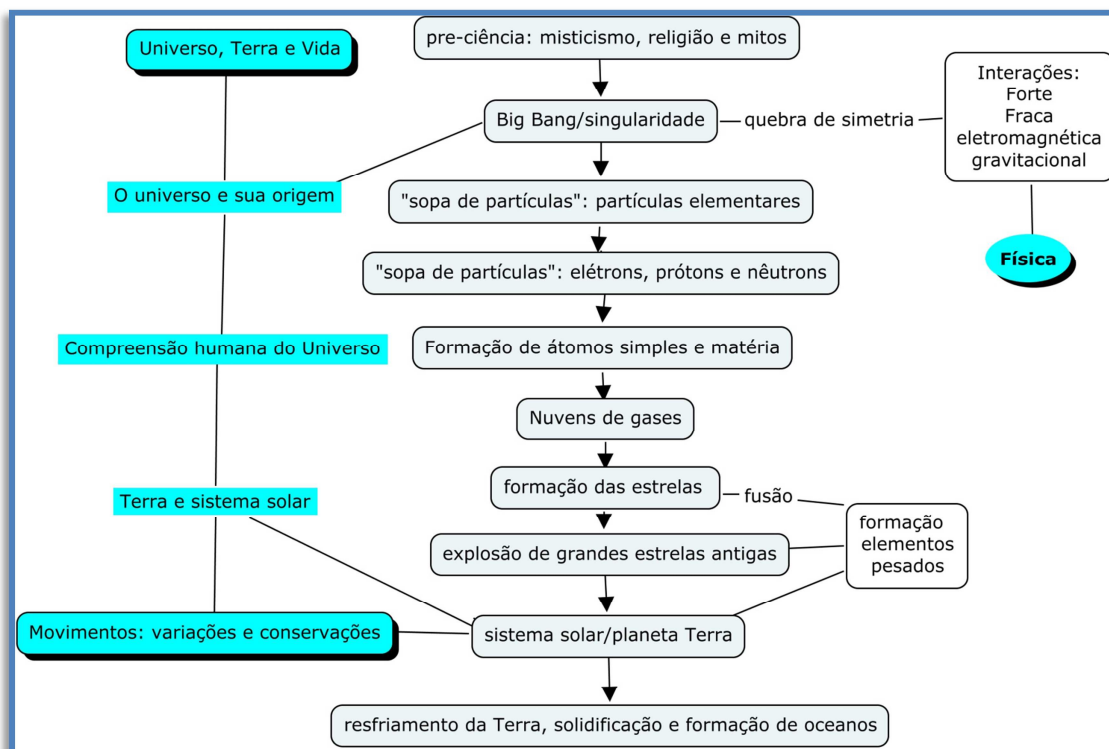 Universo, Terra e Vida
pre-ciência: misticismo, religião e mitos
Interações:
Forte
Fraca
eletromagnética
gravitacional
Big Bang/singularidade
quebra de simetria
O universo e sua origem
"sopa de partículas": partículas elementares
Física
"sopa de partículas": elétrons, prótons e nêutrons
Compreensão humana do Universo
Formação de átomos simples e matéria
Nuvens de gases
formação das estrelas
fusão
Terra e sistema solar
formação
elementos
pesados
explosão de grandes estrelas antigas
Movimentos: variações e conservações
sistema solar/planeta Terra
resfriamento da Terra, solidificação e formação de oceanos